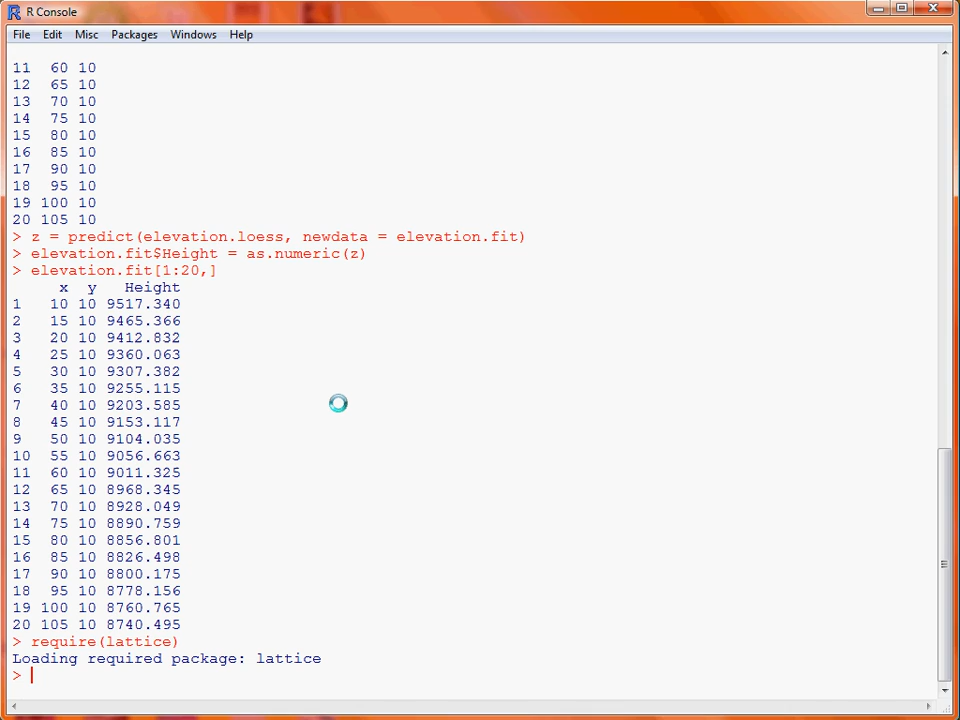 R Console
File Edit Misc Packages Windows Help
11 60 10
12 65 10
13 70 10
14 75 10
15 80 10
16 85 10
17 90 10
18 95 10
19 100 10
20 105 10
> z = predict(elevation.loess, newdata = elevation.fit)
> elevation.fit$Height = as.numeric(z)
> elevation.fit[1:20,]
x y Height
1 10 10 9517.340
2 15 10 9465.366
3 20 10 9412.832
4 25 10 9360.063
5 30 10 9307.382
6 35 10 9255.115
7 40 10 9203.585
8 45 10 9153.117
9 50 10 9104.035
10 55 10 9056.663
11 60 10 9011.325
12 65 10 8968.345
13 70 10 8928.049
14 75 10 8890.759
15 80 10 8856.801
16 85 10 8826.498
17 90 10 8800.175
18 95 10 8778.156
19 100 10 8760.765
20 105 10 8740.495
> require(lattice)
Loading required package: lattice
>